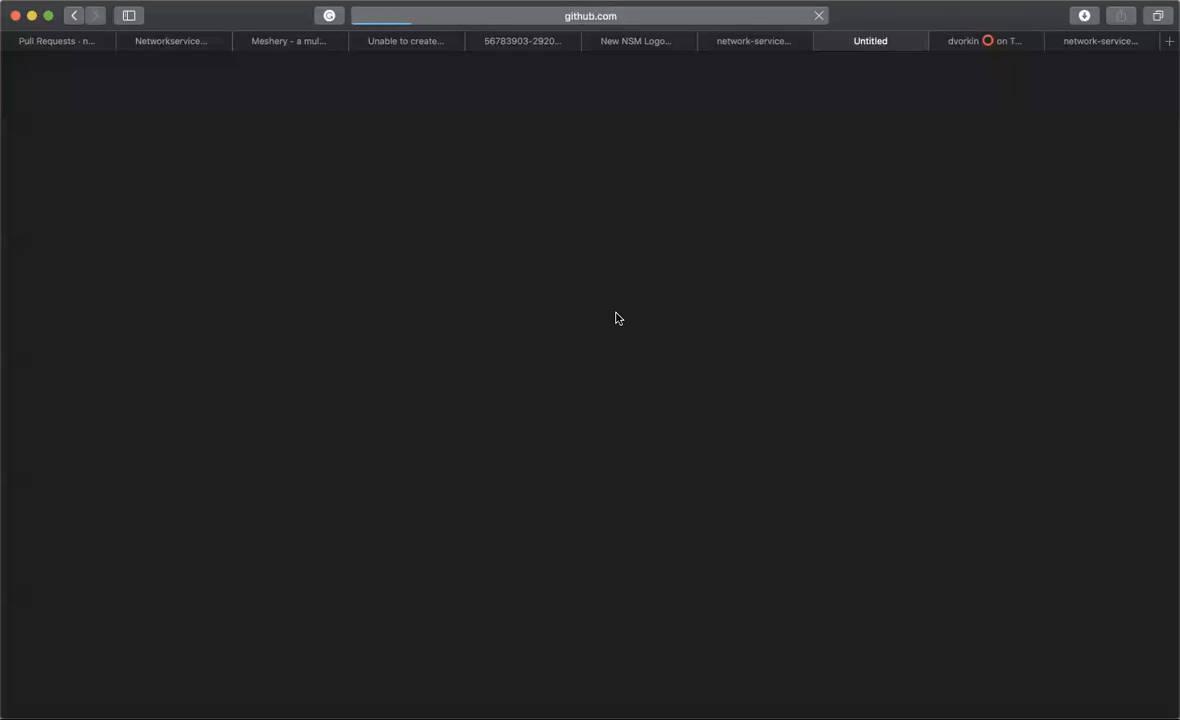 github.com
Pull Requests · n...
Networkservice...
Meshery - a mul...
Unable to create...
56783903-2920...
New NSM Logo...
network-service...
Untitled
dvorkin ⭕ on T...
network-service...